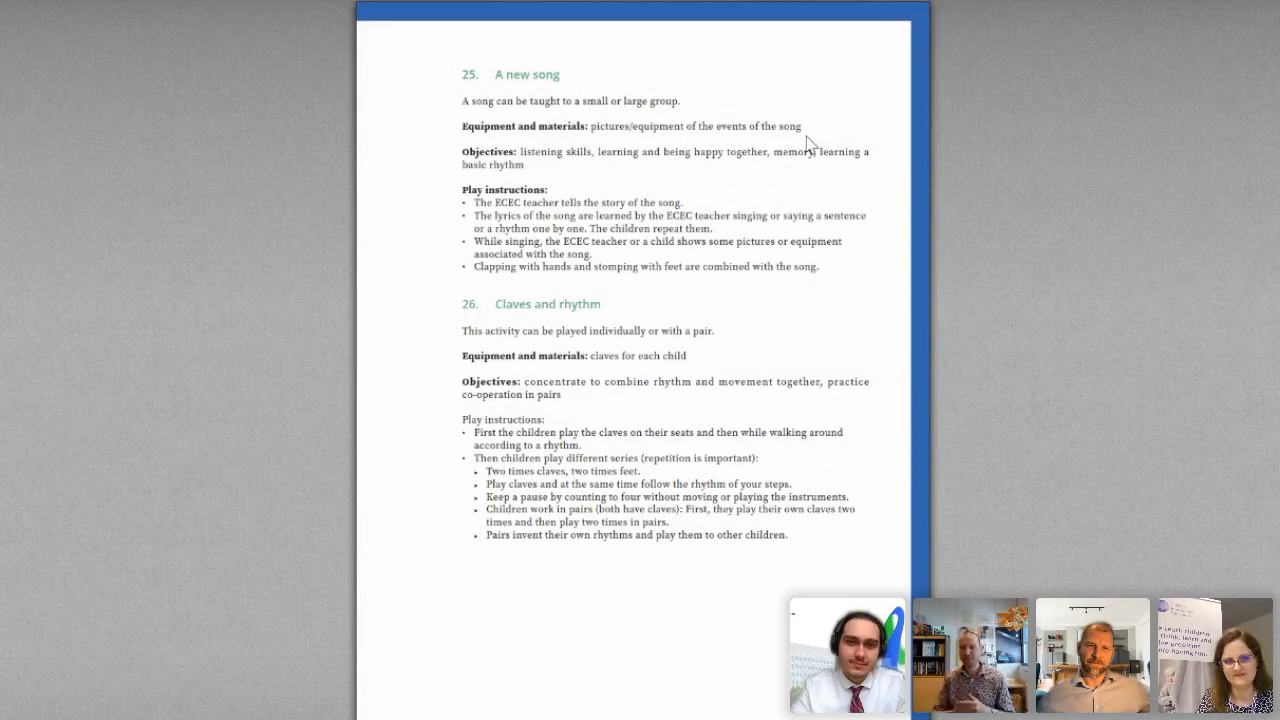 25. A new song
A song can be taught to a small or large group.
Equipment and materials: pictures/equipment of the events of the song
Objectives: listening skills, learning and being happy together, memory, learning a
basic rhythm
Play instructions:
• The ECEC teacher tells the story of the song.
• The lyrics of the song are learned by the ECEC teacher singing or saying a sentence
or a rhythm one by one. The children repeat them.
• While singing, the ECEC teacher or a child shows some pictures or equipment
associated with the song.
• Clapping with hands and stomping with feet are combined with the song.
26. Claves and rhythm
This activity can be played individually or with a pair.
Equipment and materials: claves for each child
Objectives: concentrate to combine rhythm and movement together, practice
co-operation in pairs
Play instructions:
• First the children play the claves on their seats and then while walking around
according to a rhythm.
• Then children play different series (repetition is important):
▸ Two times claves, two times feet.
▸ Play claves and at the same time follow the rhythm of your steps.
▸ Keep a pause by counting to four without moving or playing the instruments.
▸ Children work in pairs (both have claves): First, they play their own claves two
times and then play two times in pairs.
▸ Pairs invent their own rhythms and play them to other children.